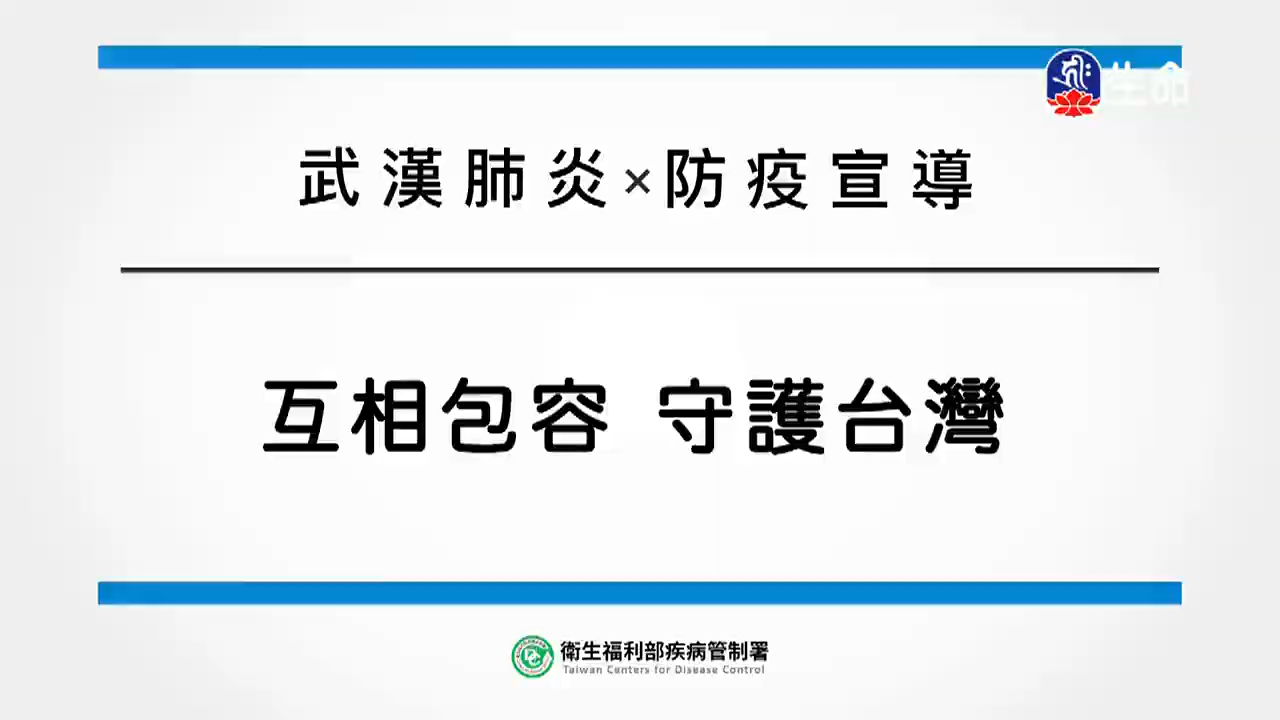 生命
武漢肺炎×防疫宣導
互相包容 守護台灣
衛生福利部疾病管制署
Taiwan Centers for Disease Control